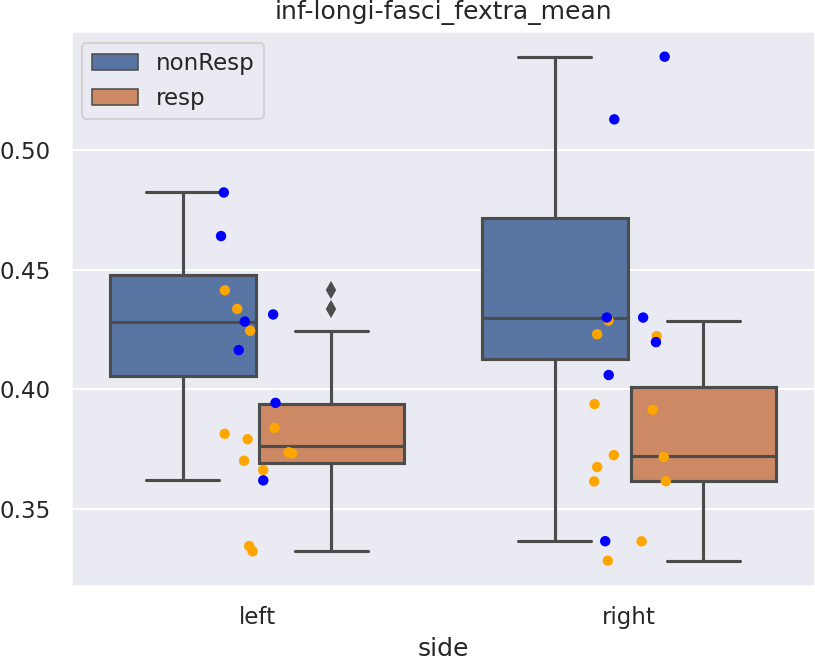 inf-longi-fasci_fextra_mean
nonResp
resp
0.50
0.45
0.40
0.35
left right
side